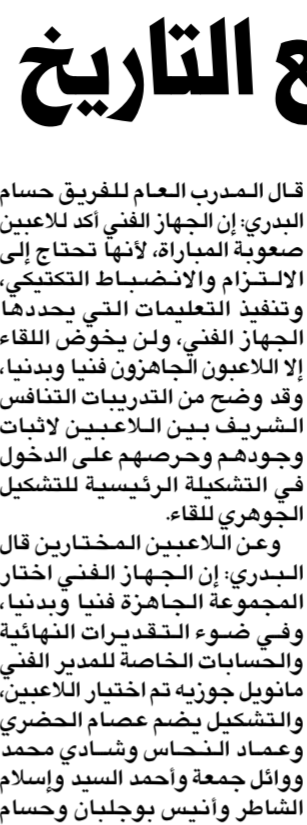 ع التاريخ
قال المدرب العام للفريق حسام
البدري: إن الجهاز الفني أكد للاعبين
صعوبة المباراة، لأنها تحتاج إلى
الالتزام والانضباط التكتيكي،
وتنفيذ التعليمات التي يحددها
الجهاز الفني، ولن يخوض اللقاء
إلا اللاعبون الجاهزون فنيا وبدنيا،
وقد وضح من التدريبات التنافس
الشريف بين اللاعبين لاثبات
وجودهم وحرصهم على الدخول
في التشكيلة الرئيسية للتشكيل
الجوهري للقاء.
وعن اللاعبين المختارين قال
البدري: إن الجهاز الفني اختار
المجموعة الجاهزة فنيا وبدنيا،
وفي ضوء التقديرات النهائية
والحسابات الخاصة للمدير الفني
مانويل جوزيه تم اختيار اللاعبين،
والتشكيل يضم عصام الحضري
وعماد النحاس وشادي محمد
ووائل جمعة وأحمد السيد وإسلام
الشاطر وأنيس بوجلبان وحسام